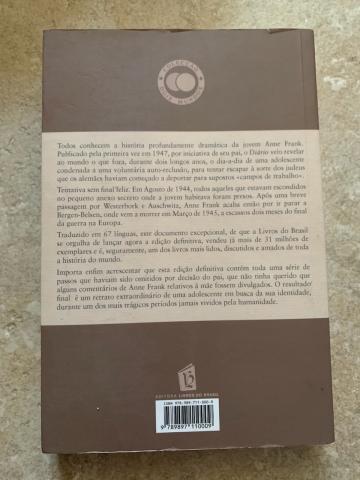 COLECÇÃO
DOIS MUNDOS
Todos conhecem a história profundamente dramática da jovem Anne Frank.
Publicado pela primeira vez em 1947, por iniciativa de seu pai, o Diário veio revelar
ao mundo o que fora, durante dois longos anos, o dia-a-dia de uma adolescente
condenada a uma voluntária auto-reclusão, para tentar escapar à sorte dos judeus
que os alemães haviam começado a deportar para supostos «campos de trabalho».
Tentativa sem final feliz. Em Agosto de 1944, todos aqueles que estavam escondidos
no pequeno anexo secreto onde a jovem habitava foram presos. Após uma breve
passagem por Westerbork e Auschwitz, Anne Frank acaba então por ir parar a
Bergen-Belsen, onde vem a morrer em Março de 1945, a escassos dois meses do final
da guerra na Europa.
Traduzido em 67 línguas, este documento excepcional, de que a Livros do Brasil
se orgulha de lançar agora a edição definitiva, vendeu já mais de 31 milhões de
exemplares e é, seguramente, um dos livros mais lidos, discutidos e amados de toda
a história do mundo.
Importa enfim acrescentar que esta edição definitiva contém toda uma série de
passos que haviam sido omitidos por decisão do pai, que não tinha querido que
alguns comentários de Anne Frank relativos à mãe fossem divulgados. O resultado
final é um retrato extraordinário de uma adolescente em busca da sua identidade,
durante um dos mais trágicos períodos jamais vividos pela humanidade.
EDITORA LIVROS DO BRASIL
ISBN 978-989-711-000-9
9 789897 110009